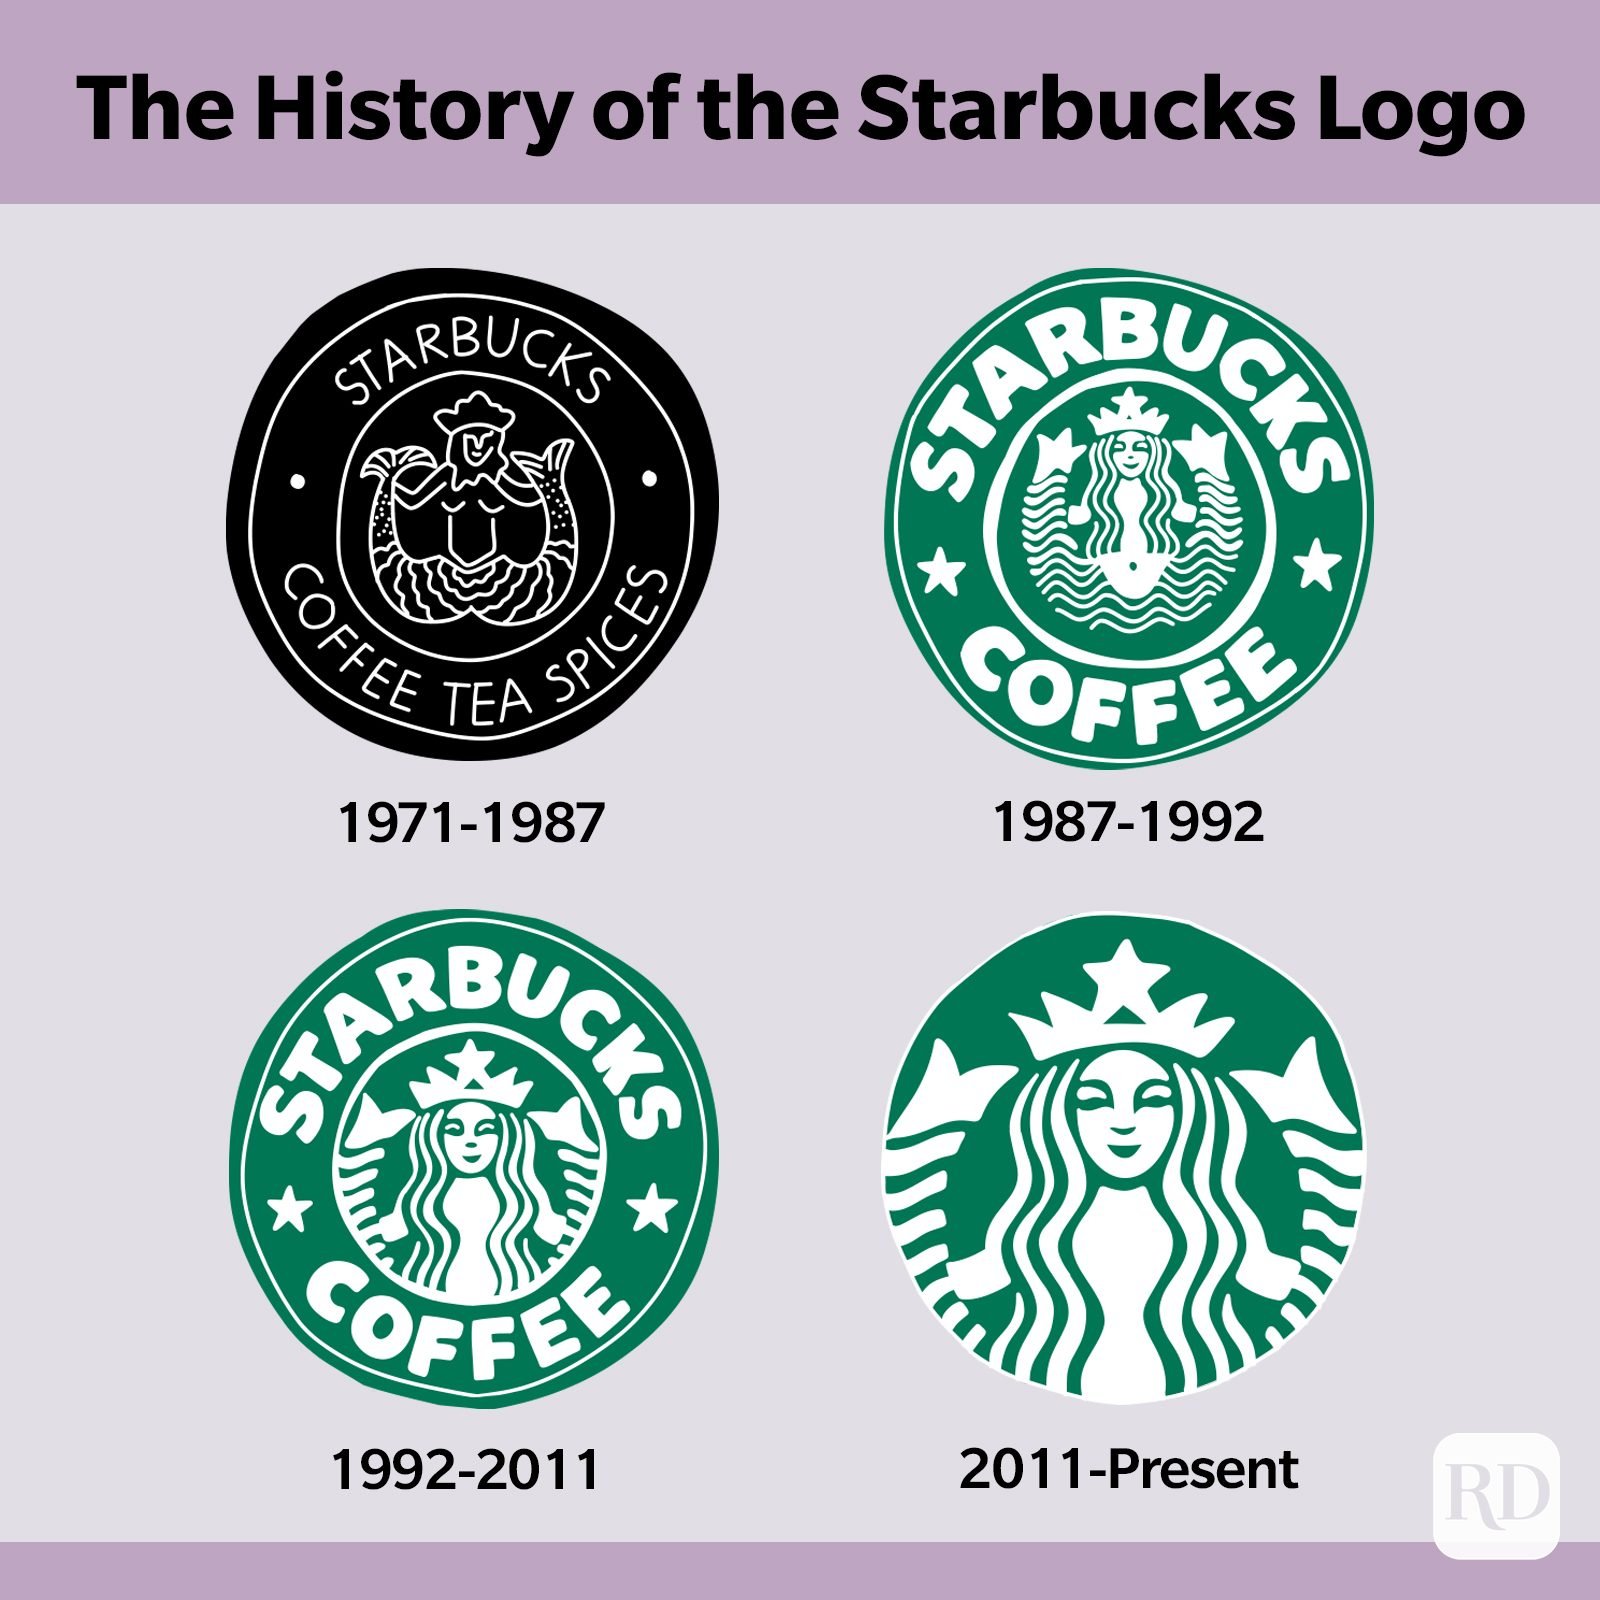 The History of the Starbucks Logo
STARBUCKS
COFFEE TEA SPICES
1971-1987
STARBUCKS
COFFEE
1987-1992
STARBUCKS
COFFEE
1992-2011
2011-Present
RD